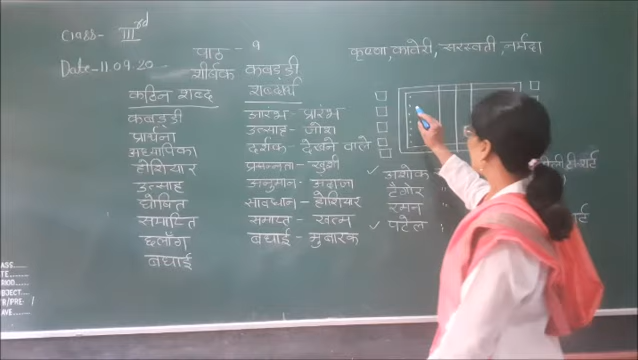 Class- IIIrd
Date-11.09.20
पाठ - १
शीर्षक कबड्डी
कृष्णा, कावेरी, सरस्वती, नर्मदा
कठिन शब्द
कबड्डी
प्रार्थना
अध्यापिका
होशियार
उत्साह
घोषित
समाप्ति
छलाँग
बधाई
शब्दार्थ
आरंभ - प्रारंभ
उत्साह - जोश
दर्शक - देखने वाले
प्रसन्नता - खुशी
अनुमान - अंदाजा
सावधान - होशियार
समाप्त - खत्म
बधाई - मुबारक
✓ अशोक
टैगोर
रमन
✓ पटेल :
टी-शर्ट